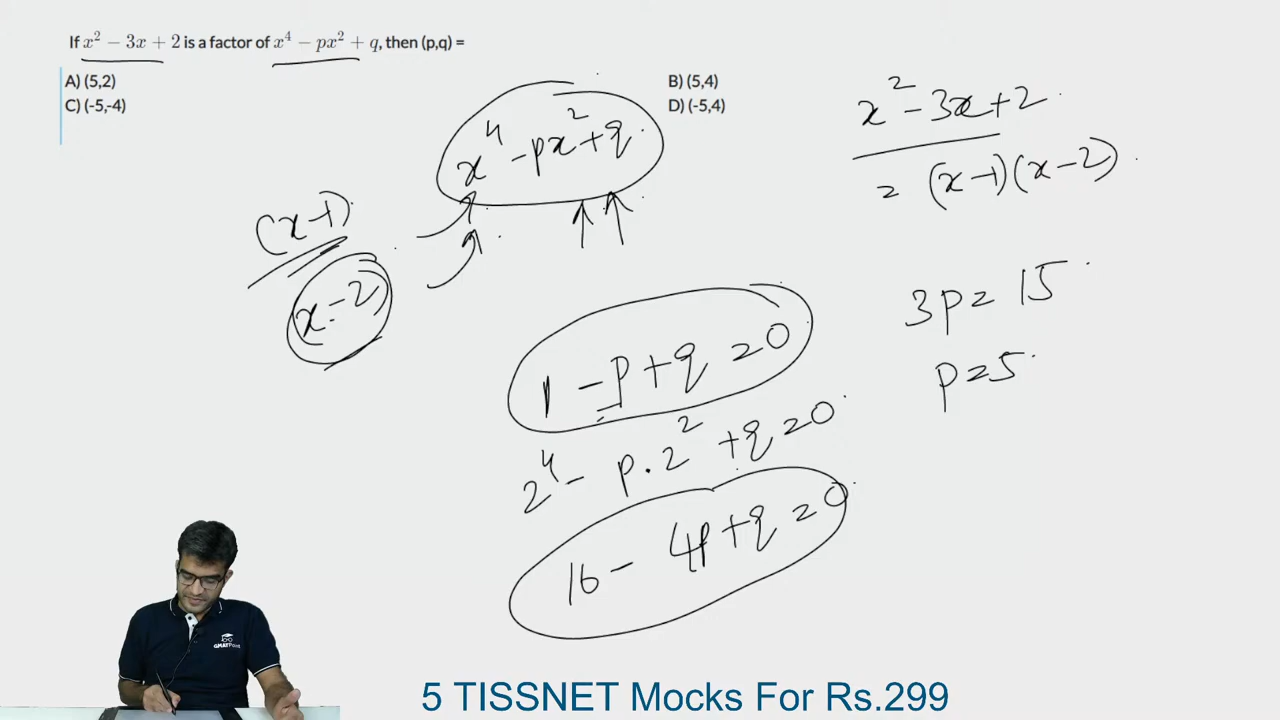 If x² − 3x + 2 is a factor of x⁴ − px² + q, then (p,q) =
A) (5,2)
B) (5,4)
C) (-5,-4)
D) (-5,4)
x⁴ - px² + q
x² - 3x + 2
= (x-1)(x-2)
(x-1)
x-2
1 - p + q = 0
2⁴ - p . 2² + q = 0
16 - 4p + q = 0
3p = 15
p = 5
5 TISSNET Mocks For Rs.299